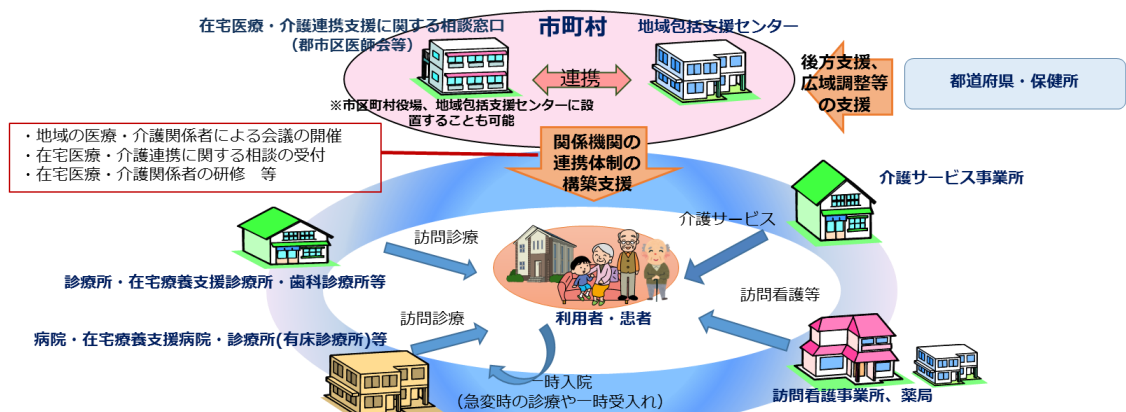 在宅医療・介護連携支援に関する相談窓口
（郡市区医師会等）
市町村
地域包括支援センター
連携
※市区町村役場、地域包括支援センターに設
置することも可能
後方支援、
広域調整等
の支援
都道府県・保健所
・地域の医療・介護関係者による会議の開催
・在宅医療・介護連携に関する相談の受付
・在宅医療・介護関係者の研修　等
関係機関の
連携体制の
構築支援
介護サービス事業所
介護サービス
訪問診療
診療所・在宅療養支援診療所・歯科診療所等
利用者・患者
訪問看護等
訪問診療
病院・在宅療養支援病院・診療所(有床診療所)等
一時入院
（急変時の診療や一時受入れ）
訪問看護事業所、薬局